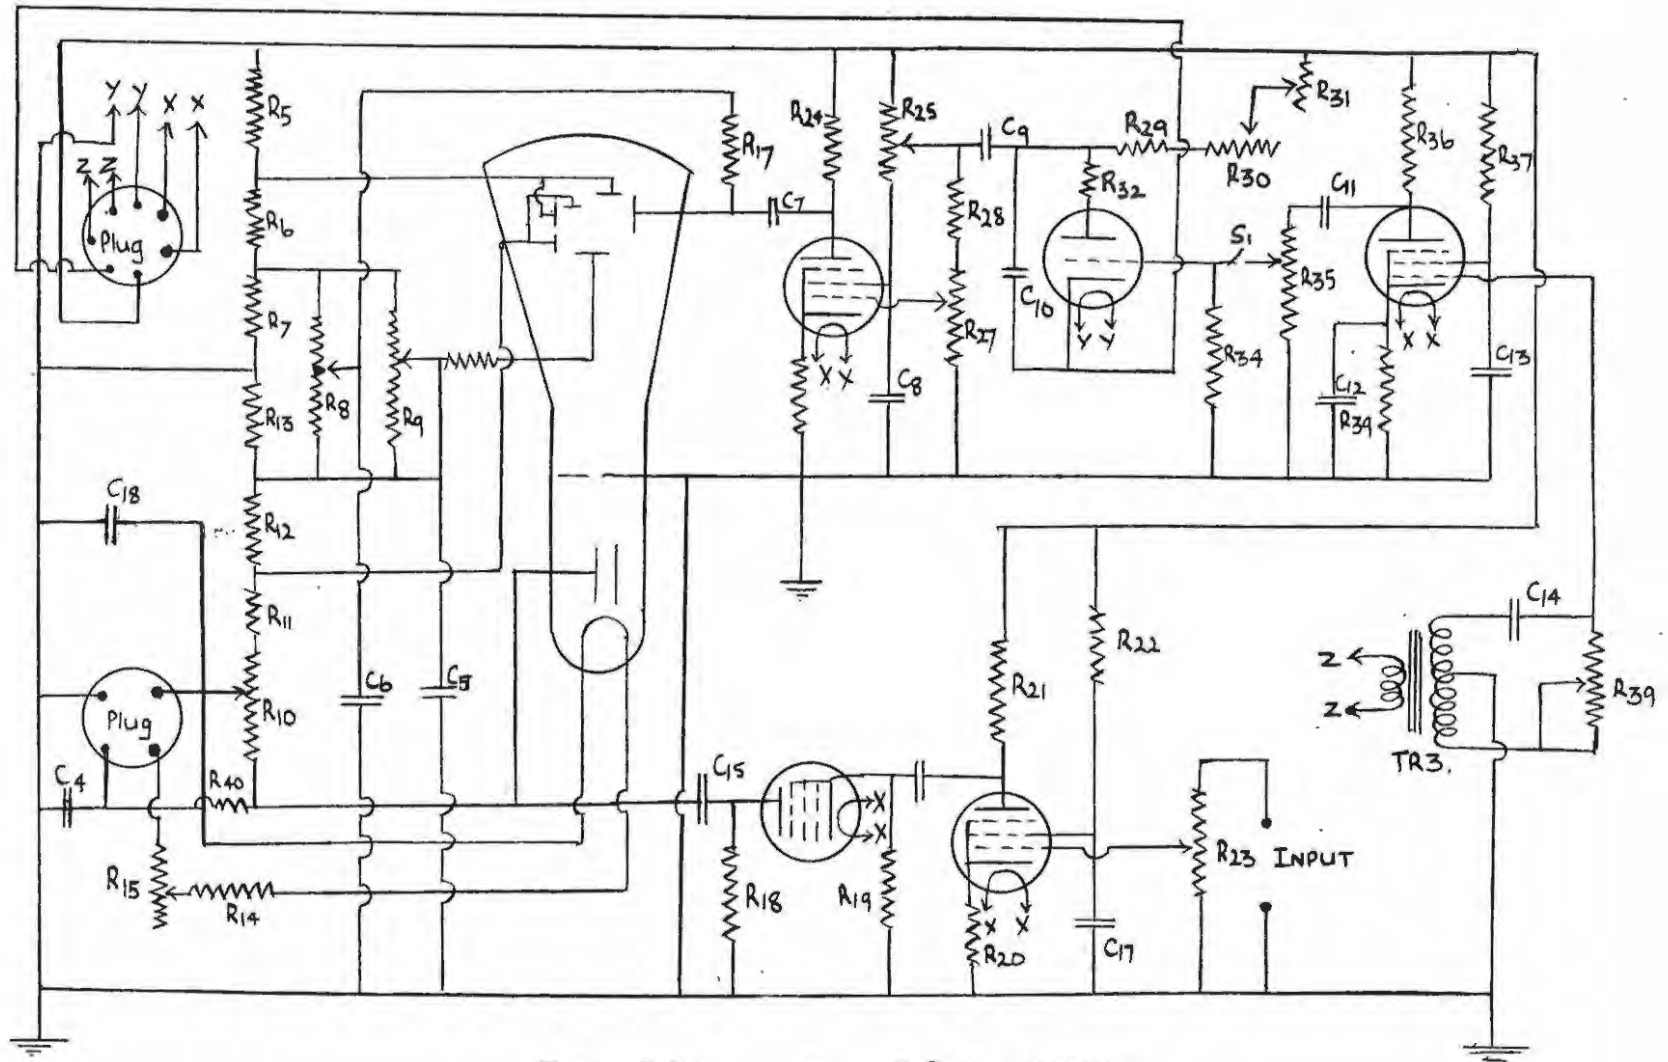 Y Y X X
Z Z
Plug
R5
R6
R7
R13
R8
R9
R12
R11
R10
C18
Plug
C4
R40
R15
R14
C6
C5
R17
C7
R24
R25
X X
C8
C9
R28
R27
C10
R29
R30
R31
R32
Y Y
S1
R34
R35
C11
R36
R37
X X
C12
R39
C13
C15
R18
X
X
R19
R21
R22
X X
R20
C17
R23 INPUT
Z
Z
TR3.
C14
R39